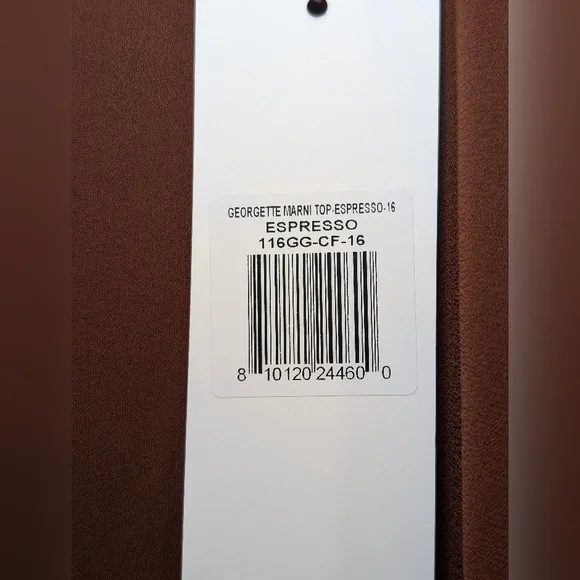 GEORGETTE MARNI TOP-ESPRESSO-16
ESPRESSO
116GG-CF-16
8 10120 24460 0